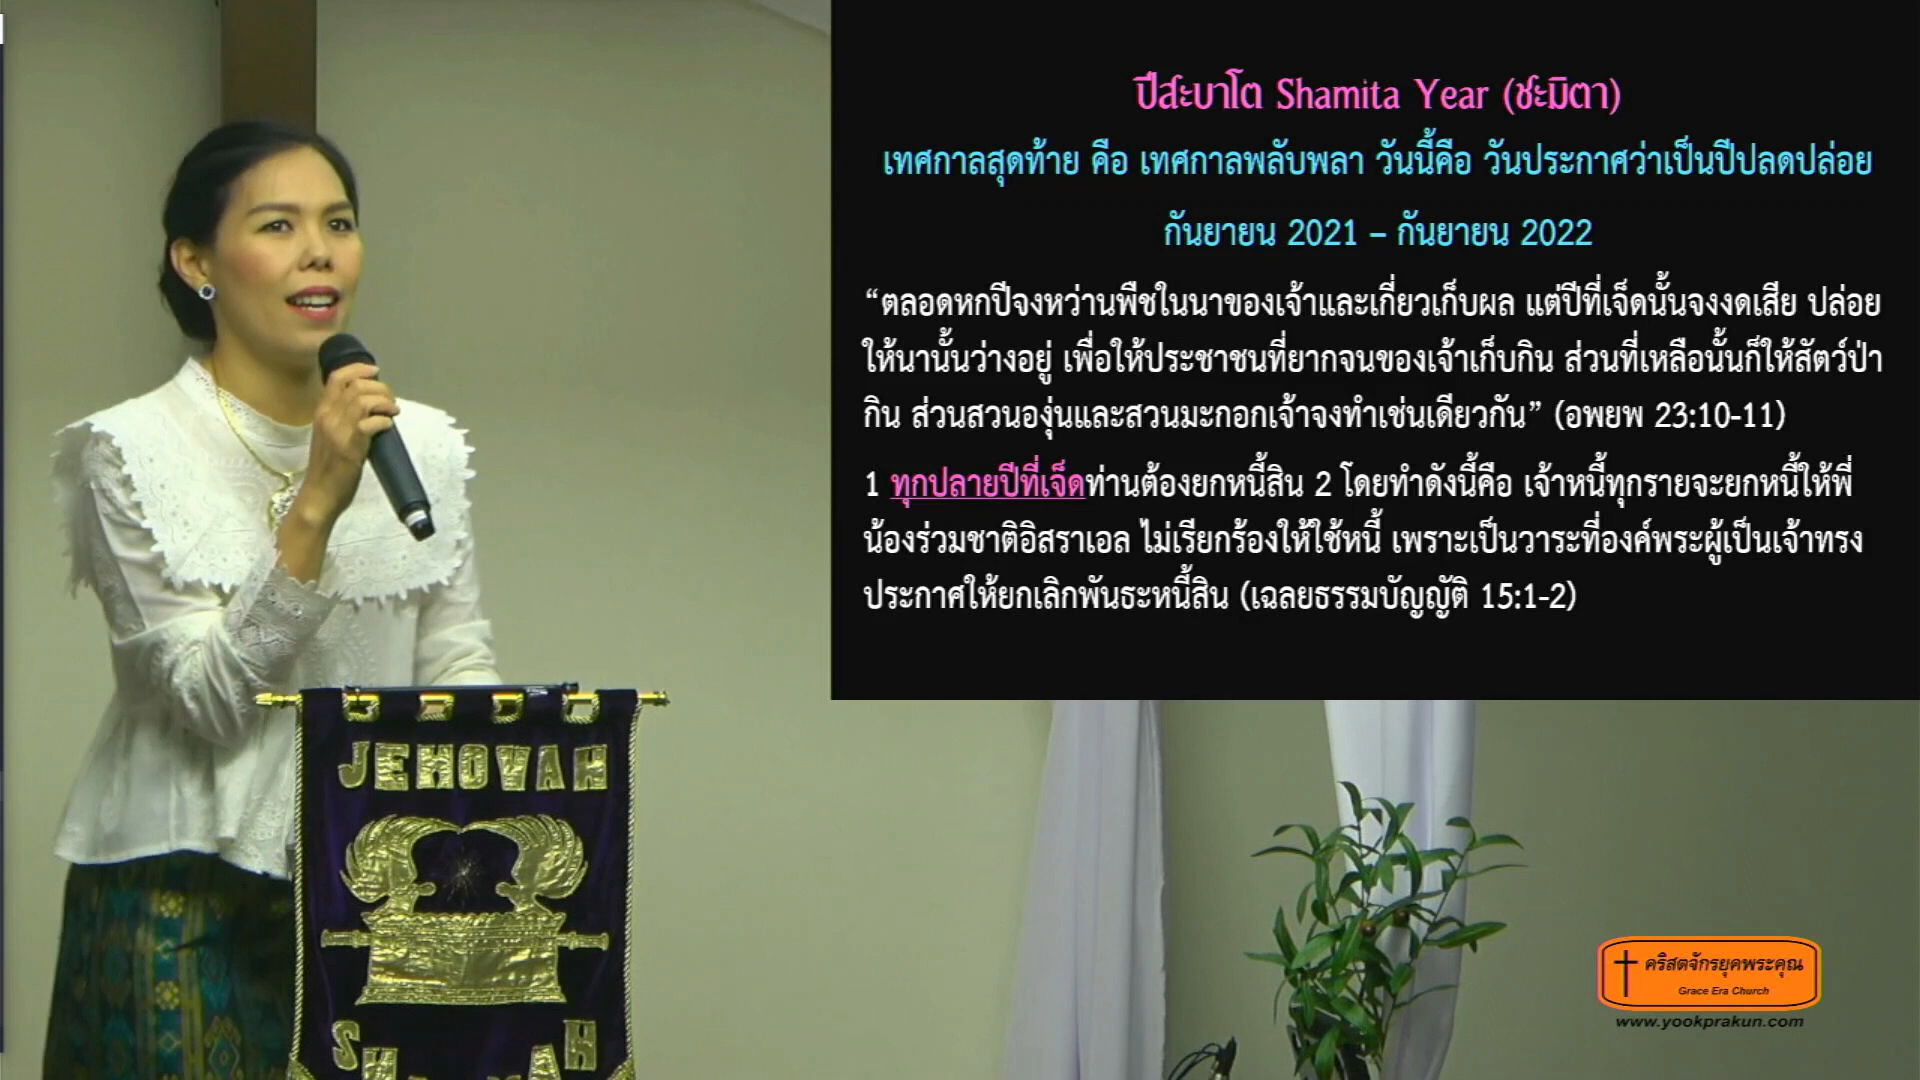 ปีสะบาโต Shamita Year (ชะมิตา)
เทศกาลสุดท้าย คือ เทศกาลพลับพลา วันนี้คือ วันประกาศว่าเป็นปีปลดปล่อย
กันยายน 2021 – กันยายน 2022
“ตลอดหกปีจงหว่านพืชในนาของเจ้าและเกี่ยวเก็บผล แต่ปีที่เจ็ดนั้นจงงดเสีย ปล่อย
ให้นานั้นว่างอยู่ เพื่อให้ประชาชนที่ยากจนของเจ้าเก็บกิน ส่วนที่เหลือนั้นก็ให้สัตว์ป่า
กิน ส่วนสวนองุ่นและสวนมะกอกเจ้าจงทำเช่นเดียวกัน” (อพยพ 23:10-11)
1 ทุกปลายปีที่เจ็ดท่านต้องยกหนี้สิน 2 โดยทำดังนี้คือ เจ้าหนี้ทุกรายจะยกหนี้ให้พี่
น้องร่วมชาติอิสราเอล ไม่เรียกร้องให้ใช้หนี้ เพราะเป็นวาระที่องค์พระผู้เป็นเจ้าทรง
ประกาศให้ยกเลิกพันธะหนี้สิน (เฉลยธรรมบัญญัติ 15:1-2)
JEHOVAH
คริสตจักรยุคพระคุณ
Grace Era Church
www.yookprakun.com